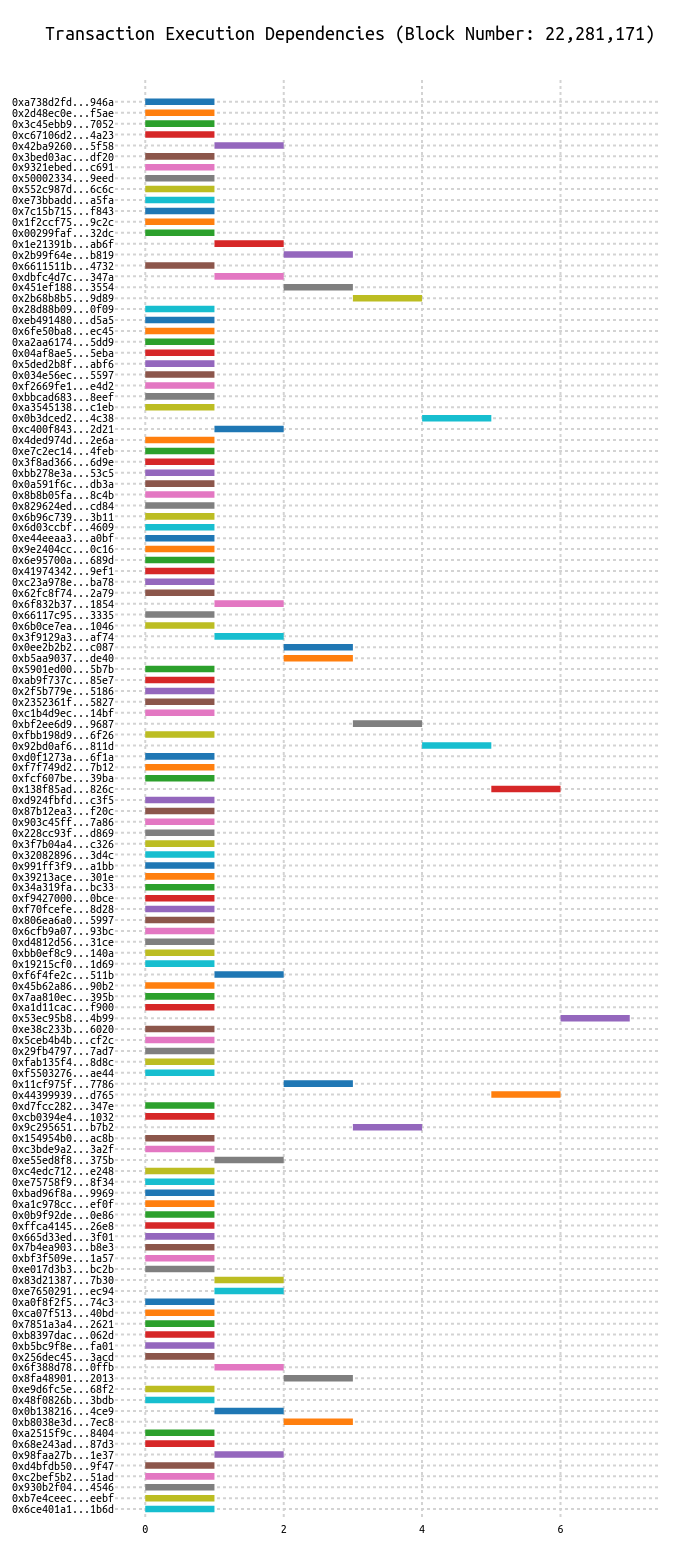 Transaction Execution Dependencies (Block Number: 22,281,171)
0xa738d2fd...946a
0x2d48ec0e...f5ae
0x3c45ebb9...7052
0xc67106d2...4a23
0x42ba9260...5f58
0x3bed03ac...df20
0x9321ebed...c691
0x50002334...9eed
0x552c987d...6c6c
0xe73bbadd...a5fa
0x7c15b715...f843
0x1f2ccf75...9c2c
0x00299faf...32dc
0x1e21391b...ab6f
0x2b99f64e...b819
0x6611511b...4732
0xdbfc4d7c...347a
0x451ef188...3554
0x2b68b8b5...9d89
0x28d88b09...0f09
0xeb491480...d5a5
0x6fe50ba8...ec45
0xa2aa6174...5dd9
0x04af8ae5...5eba
0x5ded2b8f...abf6
0x034e56ec...5597
0xf2669fe1...e4d2
0xbbcad683...8eef
0xa3545138...c1eb
0x0b3dced2...4c38
0xc400f843...2d21
0x4ded974d...2e6a
0xe7c2ec14...4feb
0x3f8ad366...6d9e
0xbb278e3a...53c5
0x0a591f6c...db3a
0x8b8b05fa...8c4b
0x829624ed...cd84
0x6b96c739...3b11
0x6d03ccbf...4609
0xe44eeaa3...a0bf
0x9e2404cc...0c16
0x6e95700a...689d
0x41974342...9ef1
0xc23a978e...ba78
0x62fc8f74...2a79
0x6f832b37...1854
0x66117c95...3335
0x6b0ce7ea...1046
0x3f9129a3...af74
0x0ee2b2b2...c087
0xb5aa9037...de40
0x5901ed00...5b7b
0xab9f737c...85e7
0x2f5b779e...5186
0x2352361f...5827
0xc1b4d9ec...14bf
0xbf2ee6d9...9687
0xfbb198d9...6f26
0x92bd0af6...811d
0xd0f1273a...6f1a
0xf7f749d2...7b12
0xfcf607be...39ba
0x138f85ad...826c
0xd924fbfd...c3f5
0x87b12ea3...f20c
0x903c45ff...7a86
0x228cc93f...d869
0x3f7b04a4...c326
0x32082896...3d4c
0x991ff3f9...a1bb
0x39213ace...301e
0x34a319fa...bc33
0xf9427000...0bce
0xf70fcefe...8d28
0x806ea6a0...5997
0x6cfb9a07...93bc
0xd4812d56...31ce
0xbb0ef8c9...140a
0x19215cf0...1d69
0xf6f4fe2c...511b
0x45b62a86...90b2
0x7aa810ec...395b
0xa1d11cac...f900
0x53ec95b8...4b99
0xe38c233b...6020
0x5ceb4b4b...cf2c
0x29fb4797...7ad7
0xfab135f4...8d8c
0xf5503276...ae44
0x11cf975f...7786
0x44399939...d765
0xd7fcc282...347e
0xcb0394e4...1032
0x9c295651...b7b2
0x154954b0...ac8b
0xc3bde9a2...3a2f
0xe55ed8f8...375b
0xc4edc712...e248
0xe75758f9...8f34
0xbad96f8a...9969
0xa1c978cc...ef0f
0x0b9f92de...0e86
0xffca4145...26e8
0x665d33ed...3f01
0x7b4ea903...b8e3
0xbf3f509e...1a57
0xe017d3b3...bc2b
0x83d21387...7b30
0xe7650291...ec94
0xa0f8f2f5...74c3
0xca07f513...40bd
0x7851a3a4...2621
0xb8397dac...062d
0xb5bc9f8e...fa01
0x256dec45...3acd
0x6f388d78...0ffb
0x8fa48901...2013
0xe9d6fc5e...68f2
0x48f0826b...3bdb
0x0b138216...4ce9
0xb8038e3d...7ec8
0xa2515f9c...8404
0x68e243ad...87d3
0x98faa27b...1e37
0xd4bfdb50...9f47
0xc2bef5b2...51ad
0x930b2f04...4546
0xb7e4ceec...eebf
0x6ce401a1...1b6d
0 2 4 6